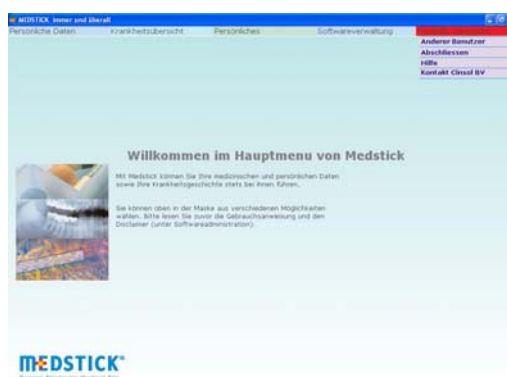 MEDSTICK immer und überall
Persönliche Daten Krankheitsübersicht Persönliches Softwareverwaltung
Anderer Benutzer
Abschliessen
Hilfe
Kontakt Clinsol BV
Willkommen im Hauptmenu von Medstick
Mit Medstick können Sie Ihre medizinischen und persönlichen Daten
sowie Ihre Krankheitsgeschichte stets bei Ihnen führen.
Sie können oben in der Maske aus verschiedenen Möglichkeiten
wählen. Bitte lesen Sie zuvor die Gebrauchsanweisung und den
Disclaimer (unter Softwareadministration).
MEDSTICK